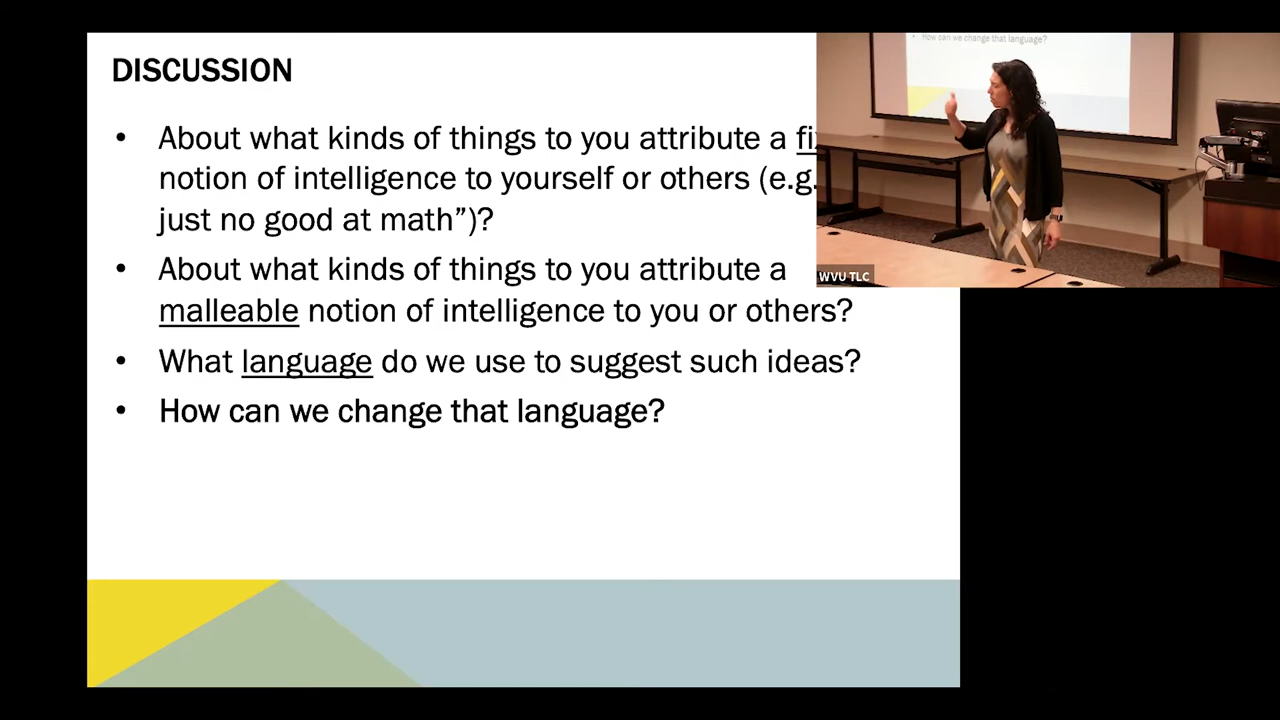 DISCUSSION
• About what kinds of things to you attribute a
notion of intelligence to yourself or others (e.g.
just no good at math”)?
• About what kinds of things to you attribute a
malleable notion of intelligence to you or others?
• What language do we use to suggest such ideas?
• How can we change that language?
• How can we change that language?
WVU TLC